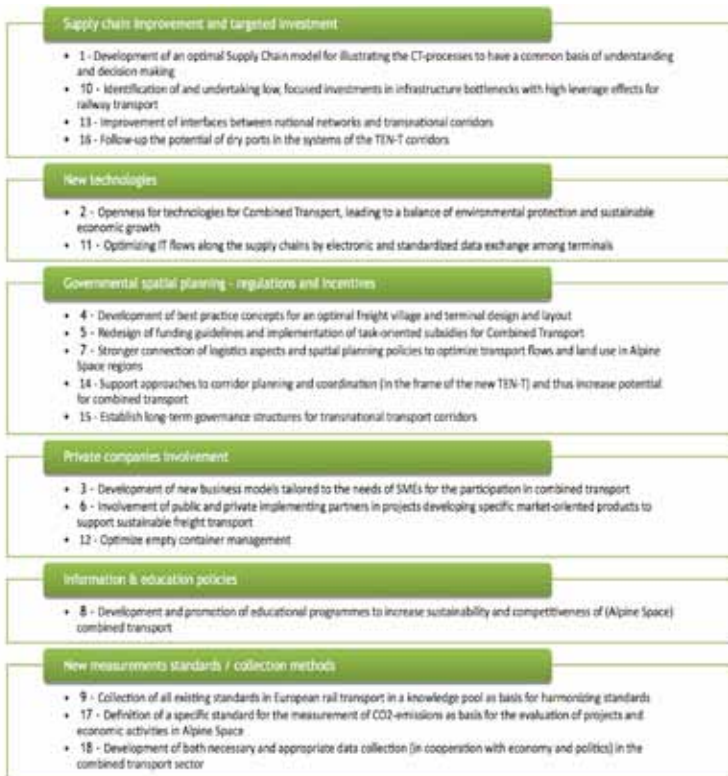 Supply chain improvement and targeted investment
• 1 - Development of an optimal Supply Chain model for illustrating the CT-processes to have a common basis of understanding
and decision making
• 10 - Identification of and undertaking low, focused investments in infrastructure bottlenecks with high leverage effects for
railway transport
• 13 - Improvement of interfaces between national networks and transnational corridors
• 16 - Follow-up the potential of dry ports in the systems of the TEN-T corridors
New technologies
• 2 - Openness for technologies for Combined Transport, leading to a balance of environmental protection and sustainable
economic growth
• 11 - Optimizing IT flows along the supply chains by electronic and standardized data exchange among terminals
Governmental spatial planning - regulations and incentives
• 4 - Development of best practice concepts for an optimal freight village and terminal design and layout
• 5 - Redesign of funding guidelines and implementation of task-oriented subsidies for Combined Transport
• 7 - Stronger connection of logistics aspects and spatial planning policies to optimize transport flows and land use in Alpine
Space regions
• 14 - Support approaches to corridor planning and coordination (in the frame of the new TEN-T) and thus increase potential
for combined transport
• 15 - Establish long-term governance structures for transnational transport corridors
Private companies involvement
• 3 - Development of new business models tailored to the needs of SMEs for the participation in combined transport
• 6 - Involvement of public and private implementing partners in projects developing specific market-oriented products to
support sustainable freight transport
• 12 - Optimize empty container management
Information & education policies
• 8 - Development and promotion of educational programmes to increase sustainability and competitiveness of (Alpine Space)
combined transport
New measurements standards / collection methods
• 9 - Collection of all existing standards in European rail transport in a knowledge pool as basis for harmonizing standards
• 17 - Definition of a specific standard for the measurement of CO2-emissions as basis for the evaluation of projects and
economic activities in Alpine Space
• 18 - Development of both necessary and appropriate data collection (in cooperation with economy and politics) in the
combined transport sector